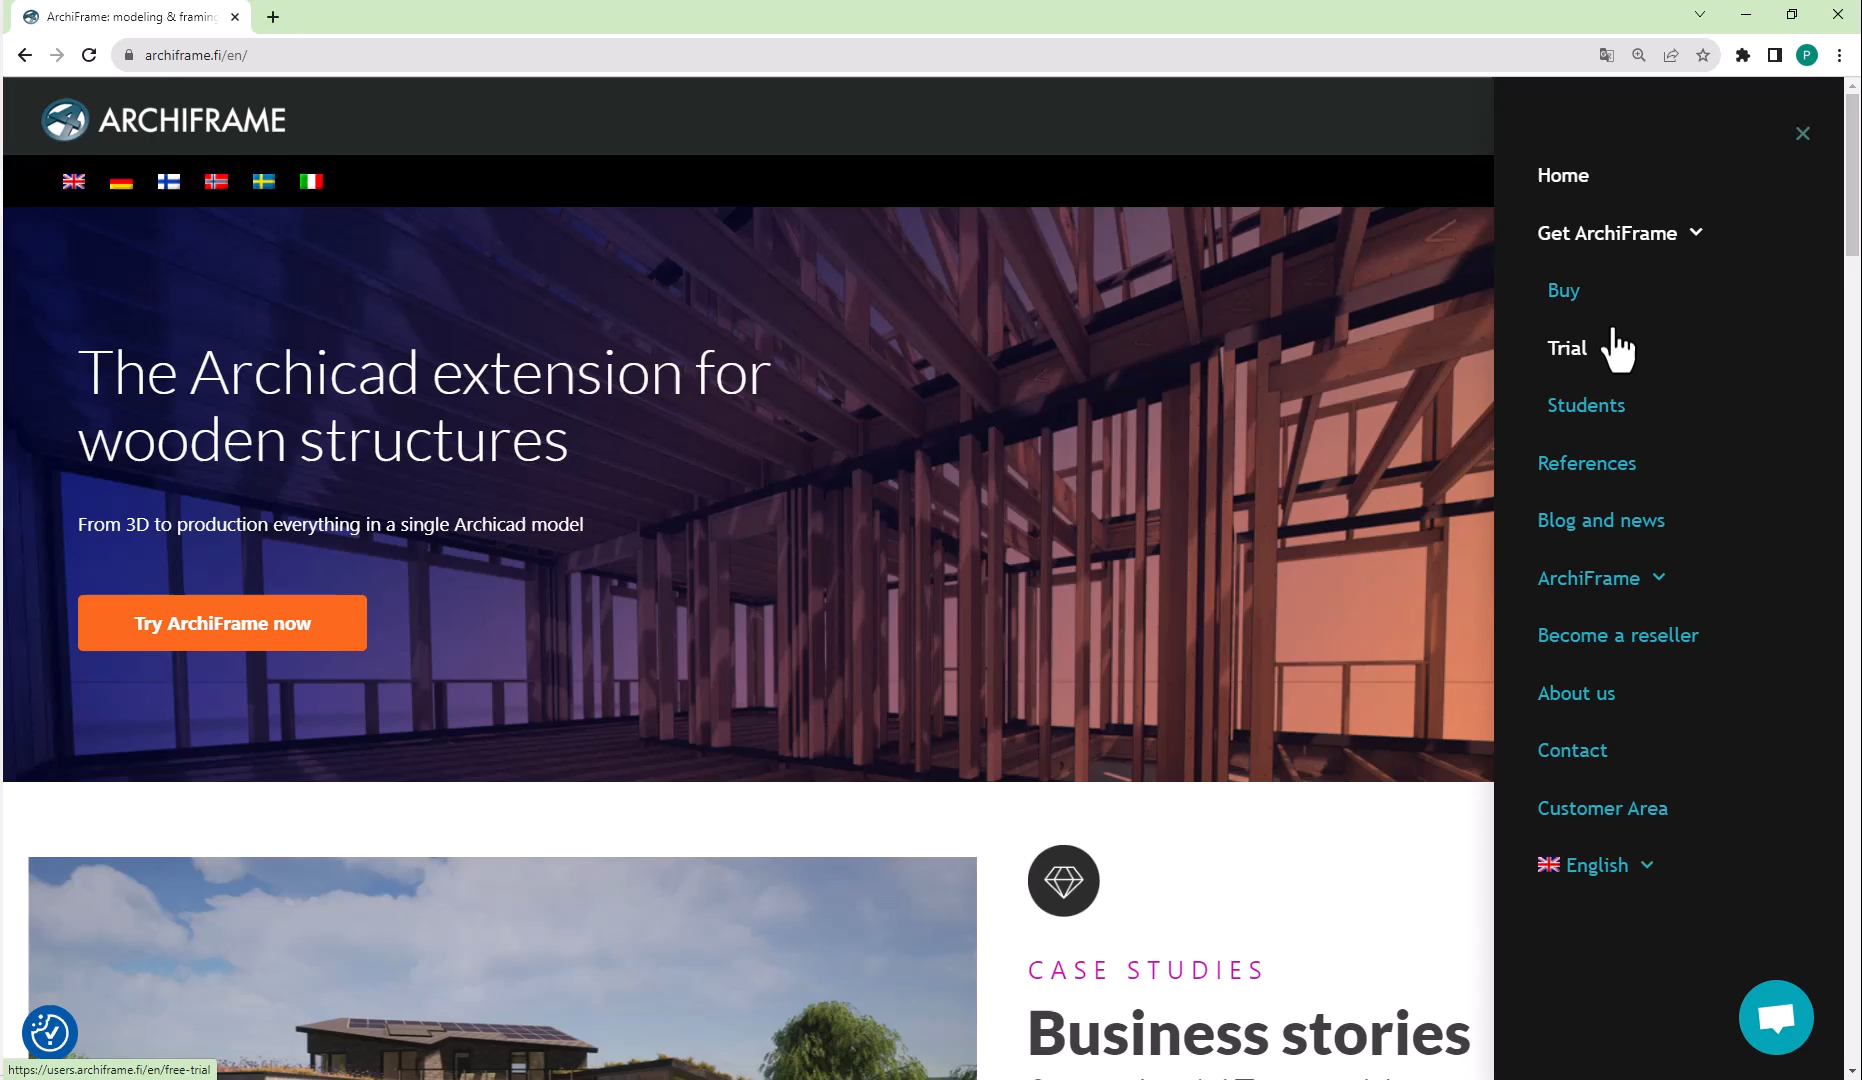 ArchiFrame: modeling & framing
archiframe.fi/en/
P
ARCHIFRAME
Home
Get ArchiFrame
Buy
Trial
Students
References
Blog and news
ArchiFrame
Become a reseller
About us
Contact
Customer Area
English
The Archicad extension for
wooden structures
From 3D to production everything in a single Archicad model
Try ArchiFrame now
CASE STUDIES
Business stories
https://users.archiframe.fi/en/free-trial